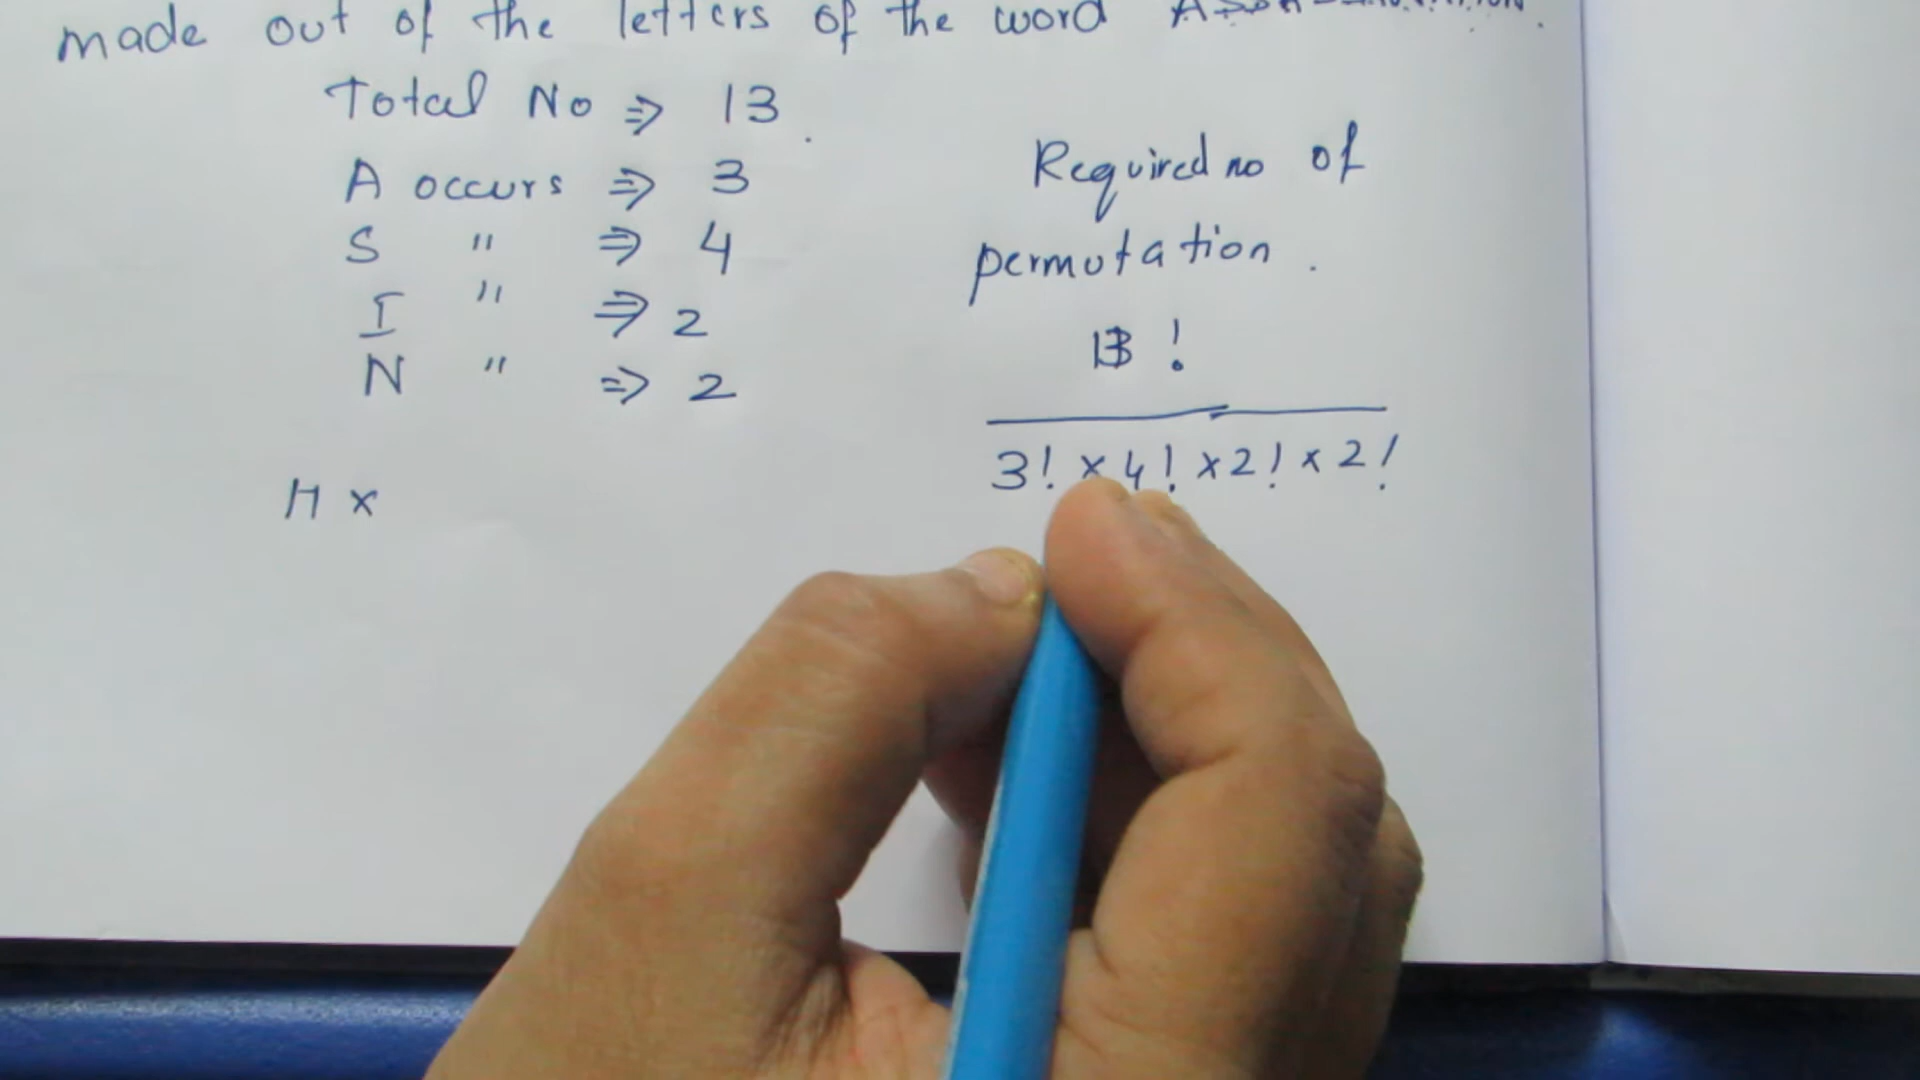 made out of the letters of the word
Total No ⇒ 13.
A occurs ⇒ 3
S " ⇒ 4
I " ⇒ 2
N " ⇒ 2
H x
Required no of
permutation.
13 !
3! x 4! x 2! x 2!